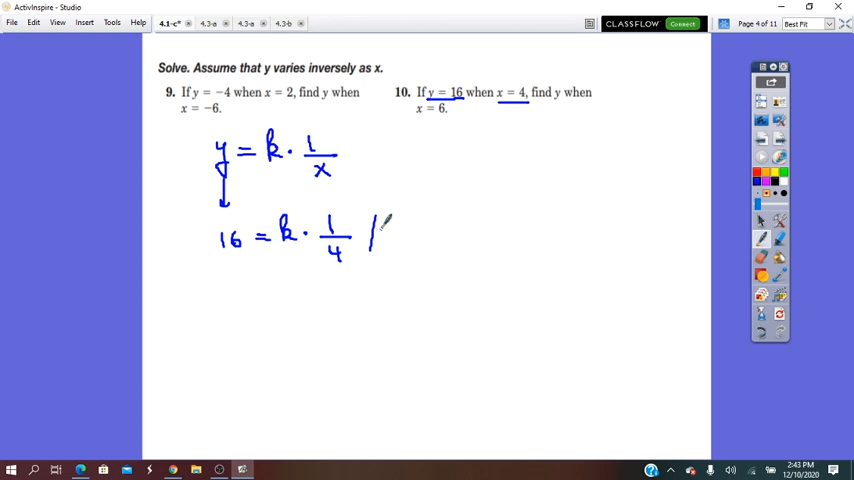 ActivInspire - Studio
File Edit View Insert Tools Help
4.1-c* 4.3-a 4.3-a 4.3-b
CLASSFLOW Connect
Page 4 of 11
Best Fit
Solve. Assume that y varies inversely as x.
9. If y = −4 when x = 2, find y when
x = −6.
10. If y = 16 when x = 4, find y when
x = 6.
y = k · 1/x
16 = k · 1/4 /
2:43 PM
12/10/2020